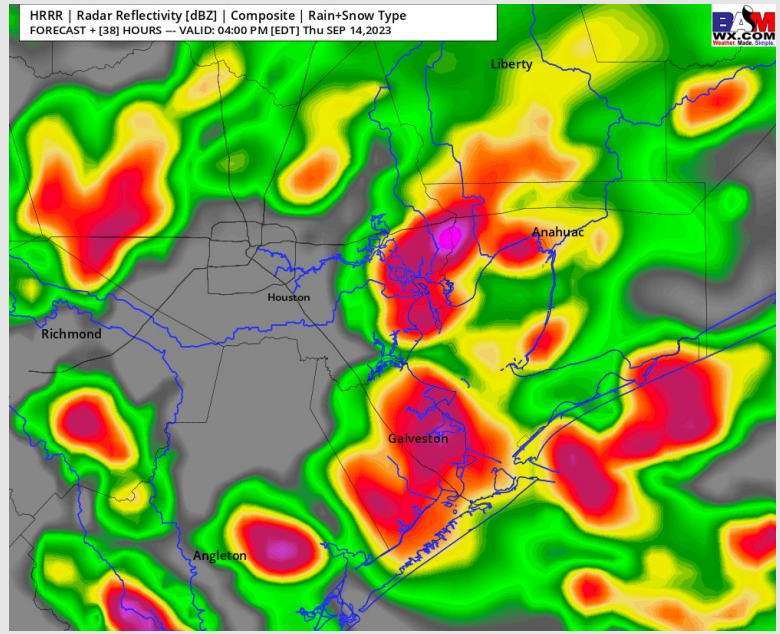 HRRR | Radar Reflectivity [dBZ] | Composite | Rain+Snow Type
FORECAST + [38] HOURS --- VALID: 04:00 PM [EDT] Thu SEP 14,2023
BAM
WX.COM
Weather. Made. Simple.
Liberty
Anahuac
Houston
Richmond
Galveston
Angleton